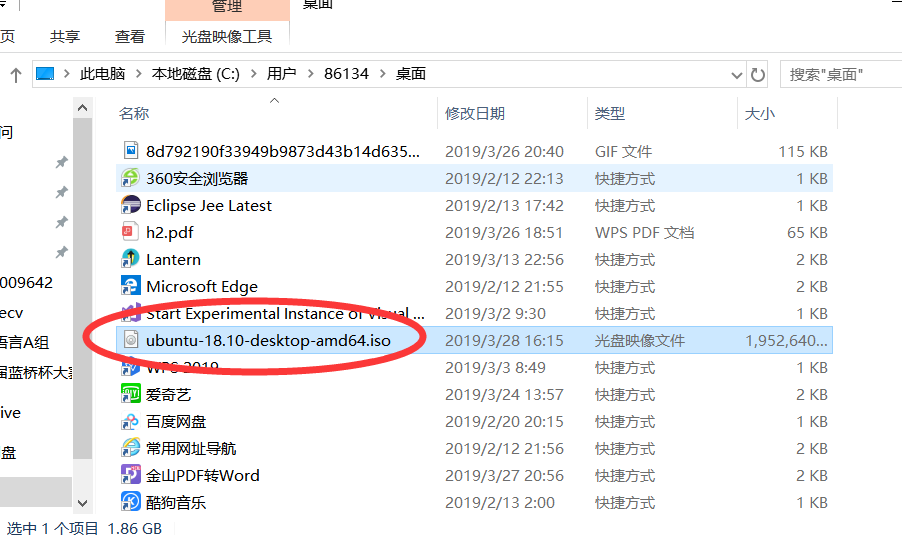 管理
桌面
页 共享 查看 光盘映像工具
此电脑 本地磁盘 (C:) 用户 86134 桌面 搜索"桌面"
名称 修改日期 类型 大小
问
8d792190f33949b9873d43b14d635... 2019/3/26 20:40 GIF 文件 115 KB
360安全浏览器 2019/2/12 22:13 快捷方式 1 KB
Eclipse Jee Latest 2019/2/13 17:42 快捷方式 1 KB
h2.pdf 2019/3/26 18:51 WPS PDF 文档 65 KB
Lantern 2019/3/13 22:56 快捷方式 2 KB
009642
Microsoft Edge 2019/2/12 21:55 快捷方式 2 KB
ecv
Start Experimental Instance of Visual ... 2019/3/2 9:30 快捷方式 1 KB
语言A组
ubuntu-18.10-desktop-amd64.iso 2019/3/28 16:15 光盘映像文件 1,952,640...
届蓝桥杯大赛
WPS 2019 2019/3/3 8:49 快捷方式 1 KB
爱奇艺 2019/3/24 13:57 快捷方式 2 KB
ive
百度网盘 2019/2/20 20:15 快捷方式 1 KB
盘
常用网址导航 2019/2/12 21:56 快捷方式 2 KB
金山PDF转Word 2019/3/27 20:56 快捷方式 2 KB
酷狗音乐 2019/2/13 2:00 快捷方式 1 KB
选中 1 个项目 1.86 GB